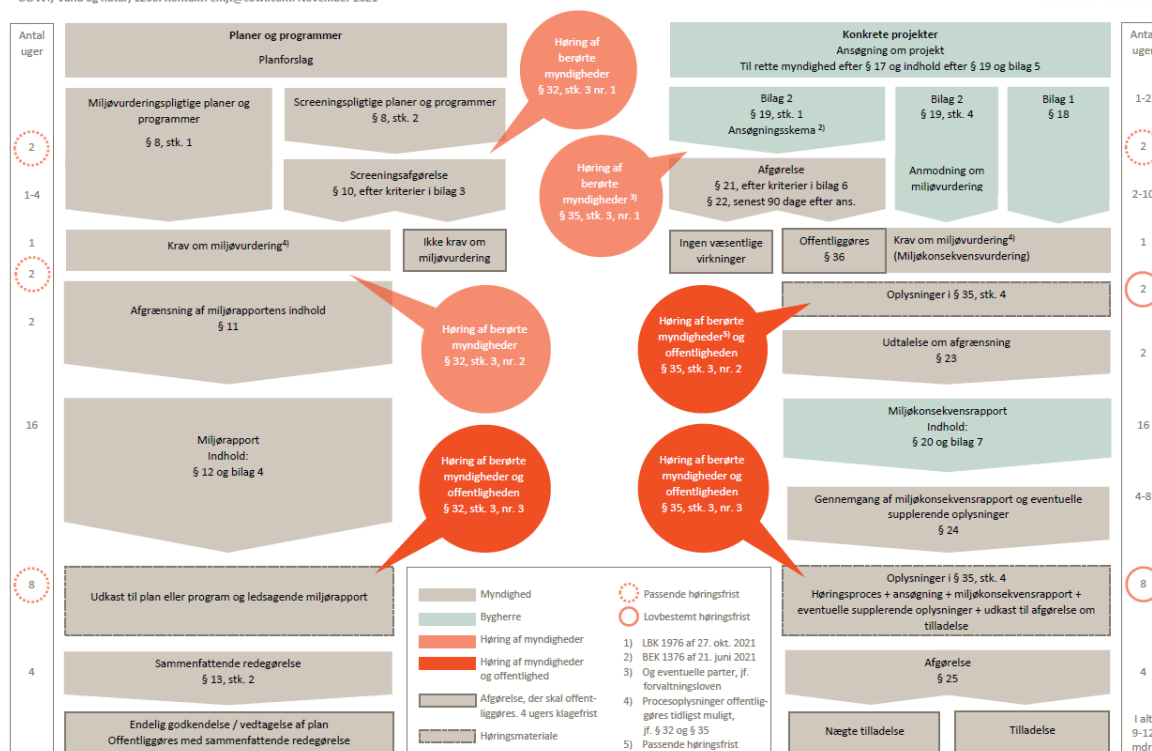 Antal
uger
2
1-4
1
2
2
16
8
4
Planer og programmer
Planforslag
Miljøvurderingspligtige planer og
programmer
§ 8, stk. 1
Screeningspligtige planer og programmer
§ 8, stk. 2
Screeningsafgørelse
§ 10, efter kriterier i bilag 3
Krav om miljøvurdering4)
Ikke krav om
miljøvurdering
Afgrænsning af miljørapportens indhold
§ 11
Miljørapport
Indhold:
§ 12 og bilag 4
Udkast til plan eller program og ledsagende miljørapport
Sammenfattende redegørelse
§ 13, stk. 2
Endelig godkendelse / vedtagelse af plan
Offentliggøres med sammenfattende redegørelse
Høring af
berørte
myndigheder
§ 32, stk. 3 nr. 1
Høring af
berørte
myndigheder 3)
§ 35, stk. 3, nr. 1
Høring af berørte
myndigheder
§ 32, stk. 3, nr. 2
Høring af berørte
myndigheder og
offentligheden
§ 32, stk. 3, nr. 3
Høring af berørte
myndigheder5) og
offentligheden
§ 35, stk. 3, nr. 2
Høring af berørte
myndigheder og
offentligheden
§ 35, stk. 3, nr. 3
Konkrete projekter
Ansøgning om projekt
Til rette myndighed efter § 17 og indhold efter § 19 og bilag 5
Bilag 2
§ 19, stk. 1
Ansøgningsskema 2)
Bilag 2
§ 19, stk. 4
Anmodning om
miljøvurdering
Bilag 1
§ 18
Afgørelse
§ 21, efter kriterier i bilag 6
§ 22, senest 90 dage efter ans.
Ingen væsentlige
virkninger
Offentliggøres
§ 36
Krav om miljøvurdering4)
(Miljøkonsekvensvurdering)
Oplysninger i § 35, stk. 4
Udtalelse om afgrænsning
§ 23
Miljøkonsekvensrapport
Indhold:
§ 20 og bilag 7
Gennemgang af miljøkonsekvensrapport og eventuelle
supplerende oplysninger
§ 24
Oplysninger i § 35, stk. 4
Høringsproces + ansøgning + miljøkonsekvensrapport +
eventuelle supplerende oplysninger + udkast til afgørelse om
tilladelse
Afgørelse
§ 25
Nægte tilladelse
Tilladelse
Myndighed
Bygherre
Høring af myndigheder
Høring af myndigheder
og offentlighed
Afgørelse, der skal offent-
liggøres. 4 ugers klagefrist
Høringsmateriale
Passende høringsfrist
Lovbestemt høringsfrist
1) LBK 1976 af 27. okt. 2021
2) BEK 1376 af 21. juni 2021
3) Og eventuelle parter, jf.
forvaltningsloven
4) Procesoplysninger offentlig-
gøres tidligst muligt,
jf. § 32 og § 35
5) Passende høringsfrist
Anta
uger
1-2
2
2-10
1
2
2
16
4-8
8
4
I alt
9-12
mdr